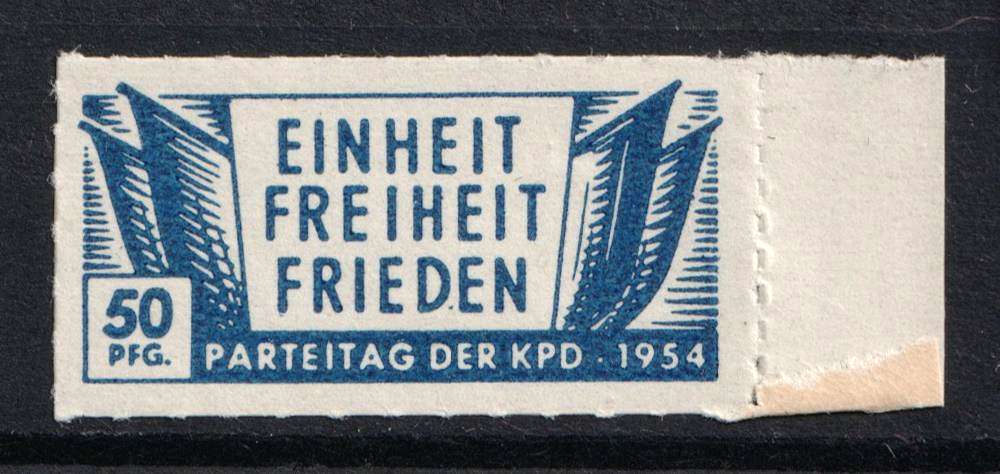 EINHEIT
FREIHEIT
FRIEDEN
50
PFG.
PARTEITAG DER KPD · 1954